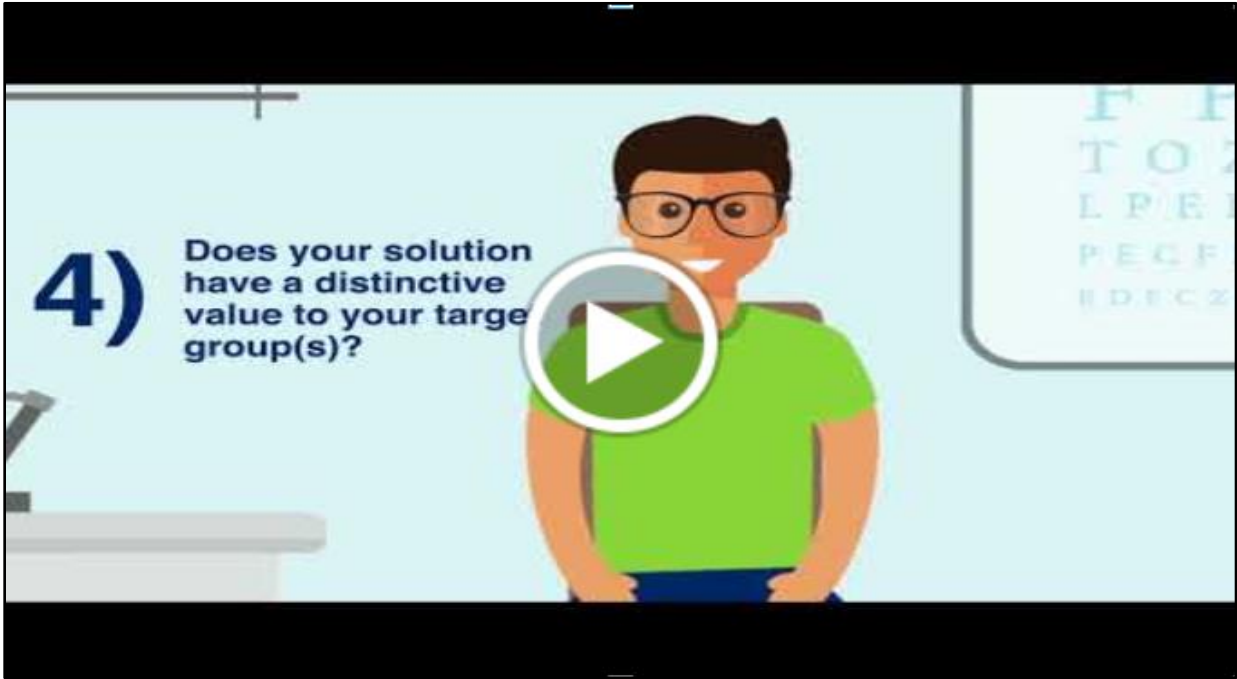 4)
Does your solution
have a distinctive
value to your targe
group(s)?
T O Z
L P E
P E C F
E D F C Z